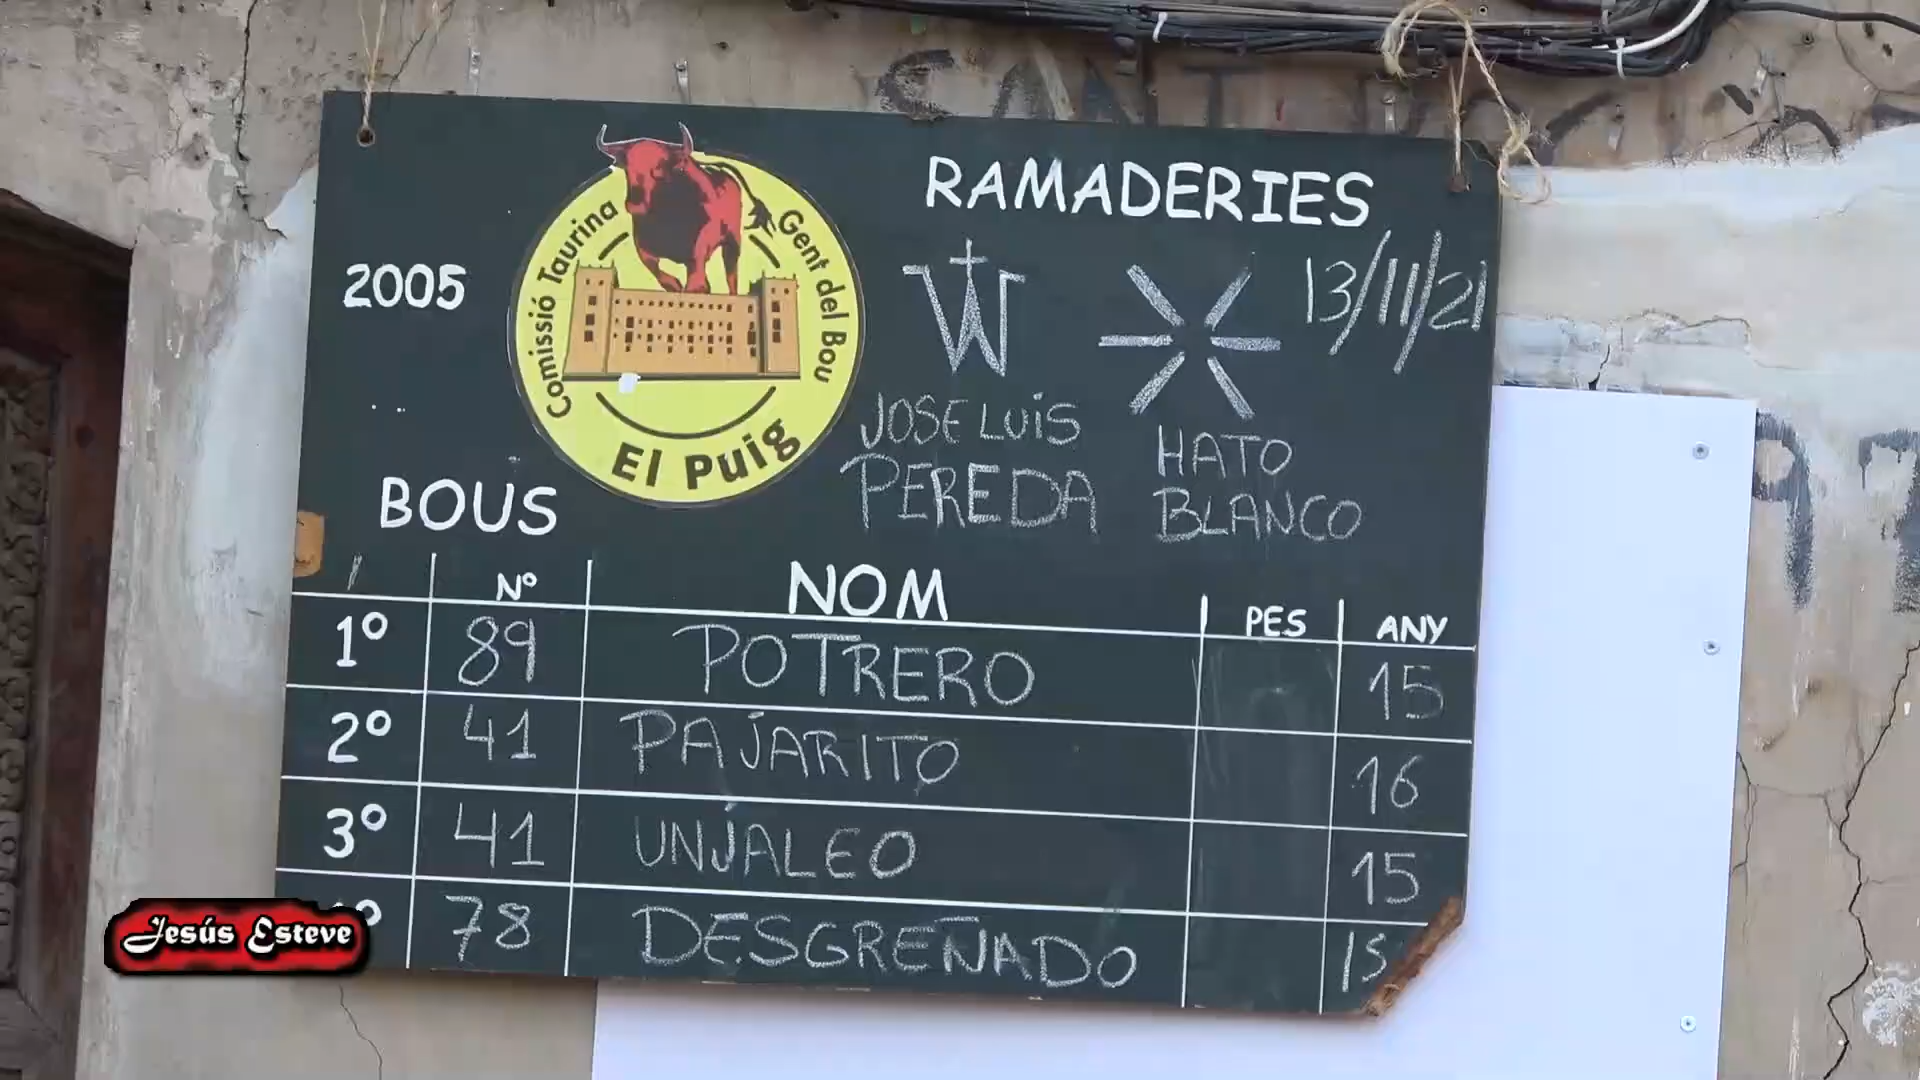 RAMADERIES
2005
Comissió Taurina
Gent del Bou
El Puig
13/11/21
JOSE LUIS
PEREDA
HATO
BLANCO
BOUS
Nº NOM PES ANY
1º 89 POTRERO 15
2º 41 PAJARITO 16
3º 41 UNJALEO 15
78 DESGREÑADO 15
Jesús Esteve